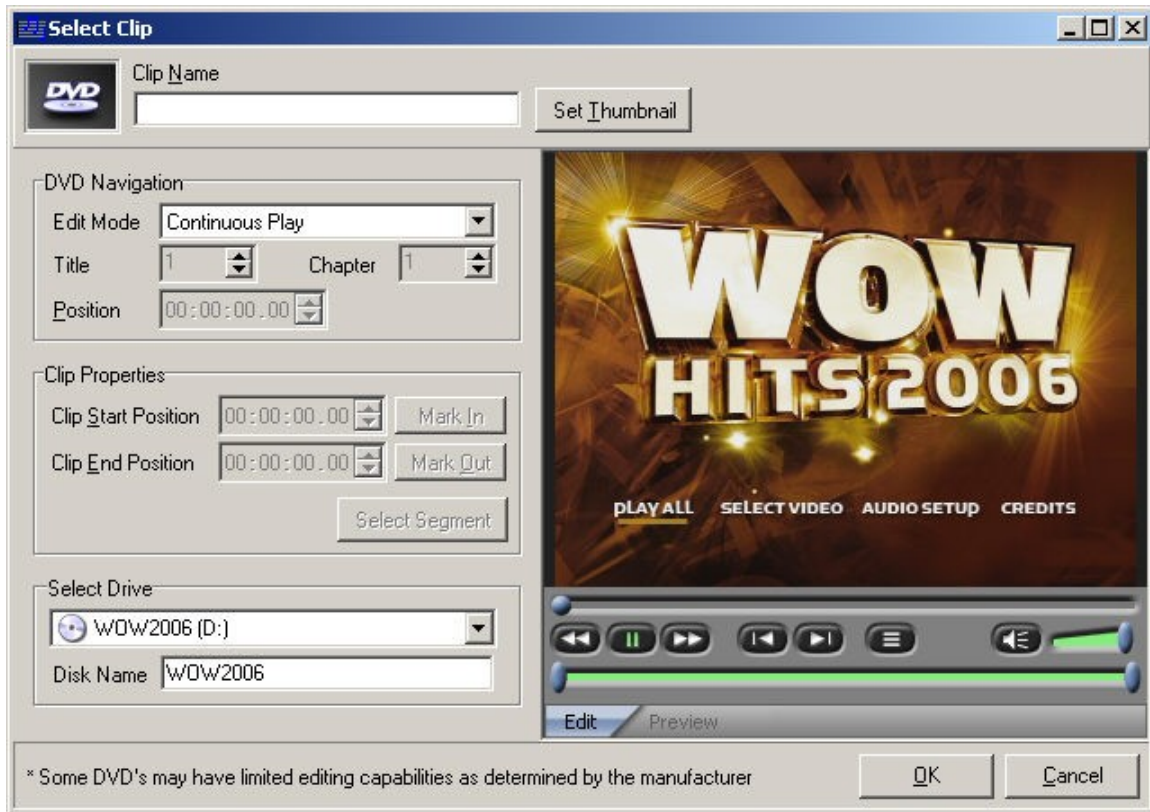 Select Clip
DVD
Clip Name
Set Thumbnail
DVD Navigation
Edit Mode Continuous Play
Title 1 Chapter 1
Position 00:00:00.00
Clip Properties
Clip Start Position 00:00:00.00 Mark In
Clip End Position 00:00:00.00 Mark Out
Select Segment
Select Drive
WOW2006 (D:)
Disk Name WOW2006
WOW
HITS 2006
PLAY ALL SELECT VIDEO AUDIO SETUP CREDITS
Edit Preview
* Some DVD's may have limited editing capabilities as determined by the manufacturer
OK Cancel